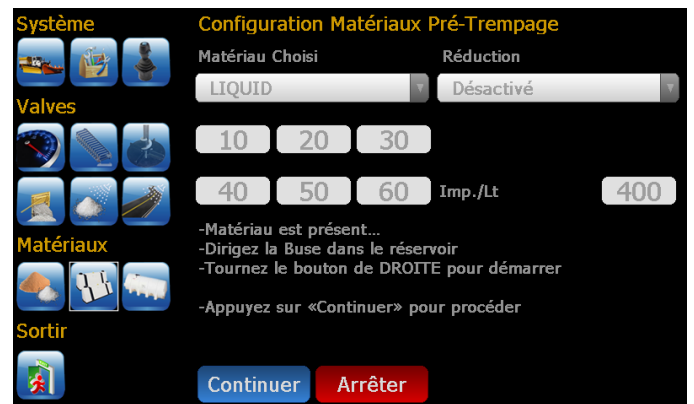 Système
Configuration Matériaux Pré-Trempage
Matériau Choisi
Réduction
LIQUID
Désactivé
Valves
10 20 30
40 50 60 Imp./Lt 400
-Matériau est présent...
-Dirigez la Buse dans le réservoir
-Tournez le bouton de DROITE pour démarrer
-Appuyez sur «Continuer» pour procéder
Matériaux
Sortir
Continuer Arrêter